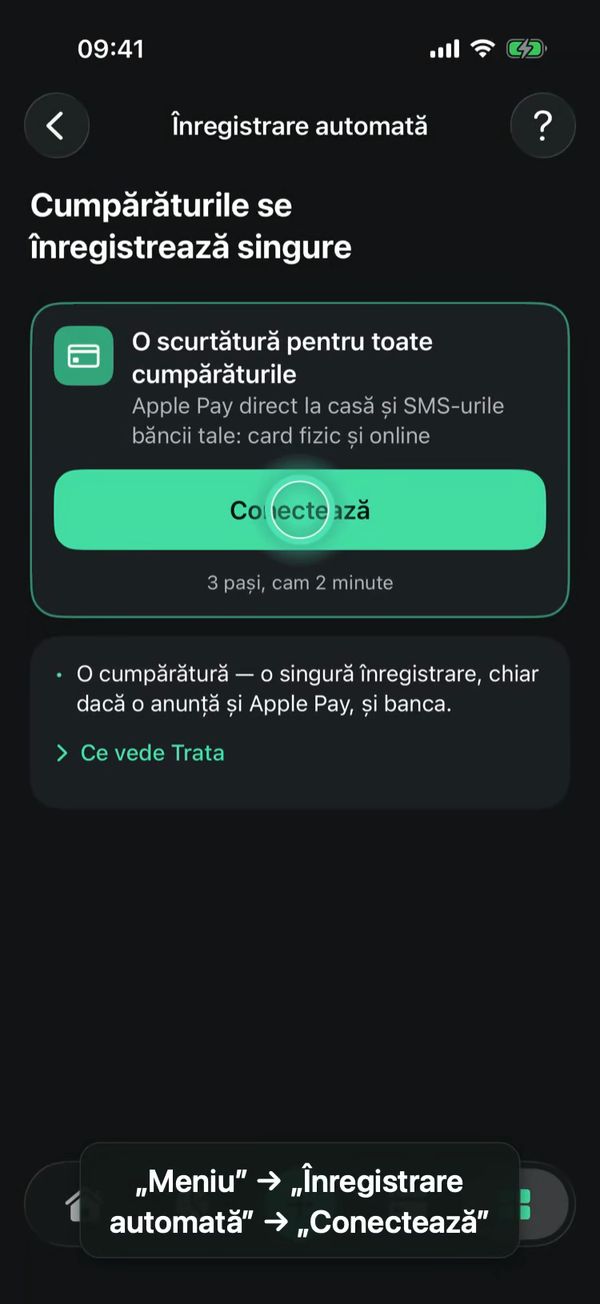 09:41
Înregistrare automată
?
Cumpărăturile se
înregistrează singure
O scurtătură pentru toate
cumpărăturile
Apple Pay direct la casă și SMS-urile
băncii tale: card fizic și online
Conectează
3 pași, cam 2 minute
• O cumpărătură — o singură înregistrare, chiar
dacă o anunță și Apple Pay, și banca.
Ce vede Trata
„Meniu” → „Înregistrare
automată” → „Conectează”